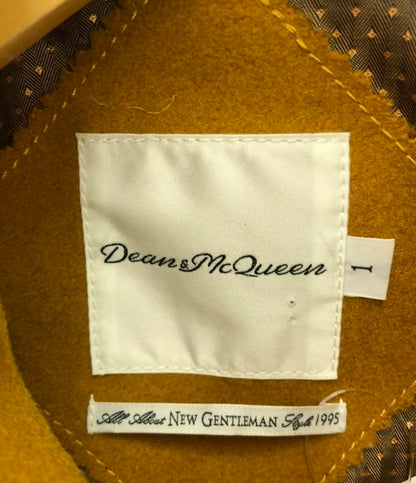 Dean&McQueen
1
All About NEW GENTLEMAN Style 1995